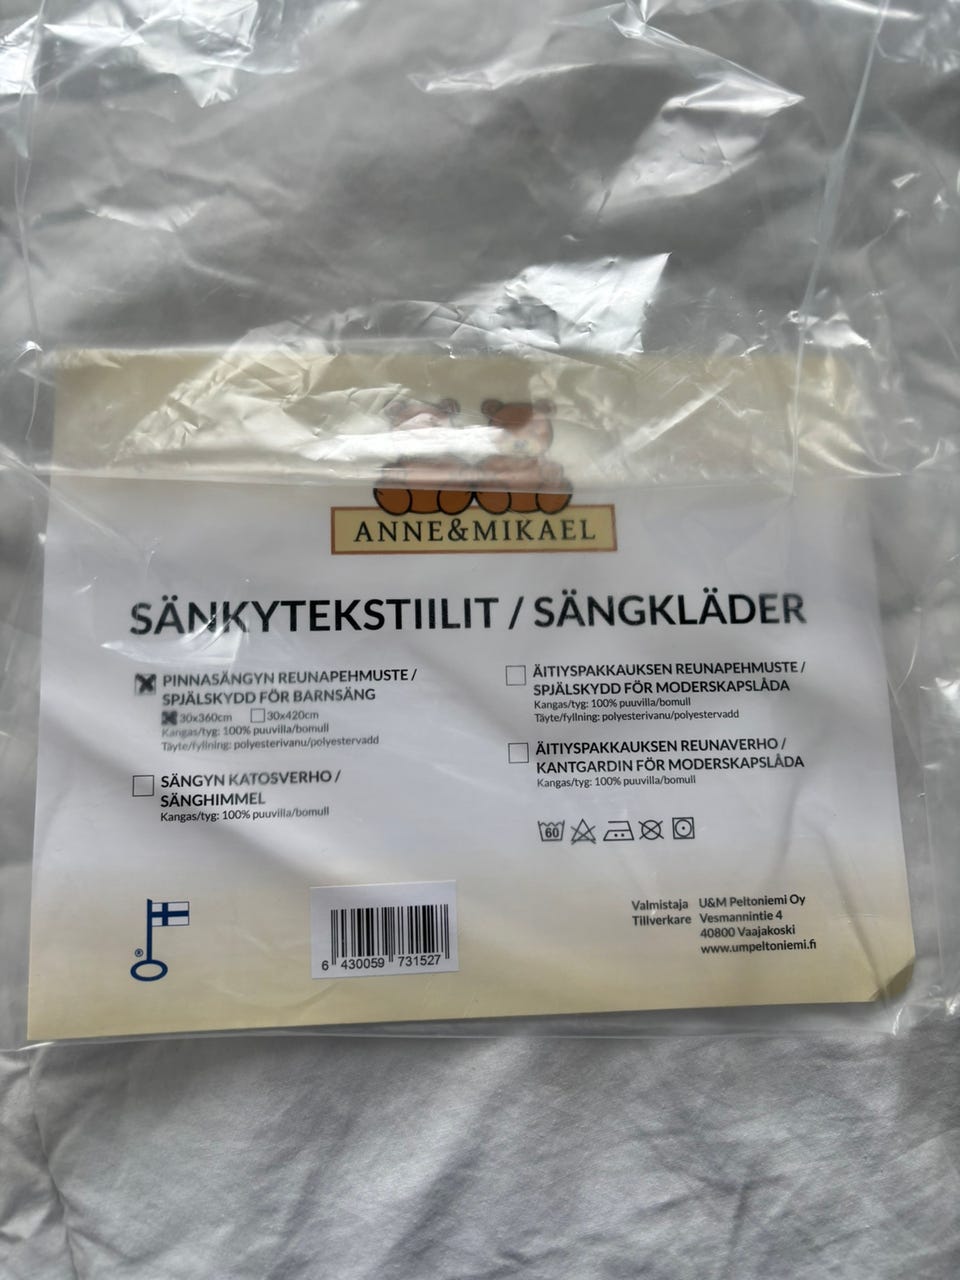 ANNE&MIKAEL
SÄNKYTEKSTIILIT / SÄNGKLÄDER
PINNASÄNGYN REUNAPEHMUSTE /
SPJÄLSKYDD FÖR BARNSÄNG
30x360cm 30x420cm
Kangas/tyg: 100% puuvilla/bomull
Täyte/fyllning: polyesterivanu/polyestervadd
SÄNGYN KATOSVERHO /
SÄNGHIMMEL
Kangas/tyg: 100% puuvilla/bomull
ÄITIYSPAKKAUKSEN REUNAPEHMUSTE /
SPJÄLSKYDD FÖR MODERSKAPSLÅDA
Kangas/tyg: 100% puuvilla/bomull
Täyte/fyllning: polyesterivanu/polyestervadd
ÄITIYSPAKKAUKSEN REUNAVERHO /
KANTGARDIN FÖR MODERSKAPSLÅDA
Kangas/tyg: 100% puuvilla/bomull
60
®
6 430059 731527
Valmistaja U&M Peltoniemi Oy
Tillverkare Vesmannintie 4
40800 Vaajakoski
www.umpeltoniemi.fi